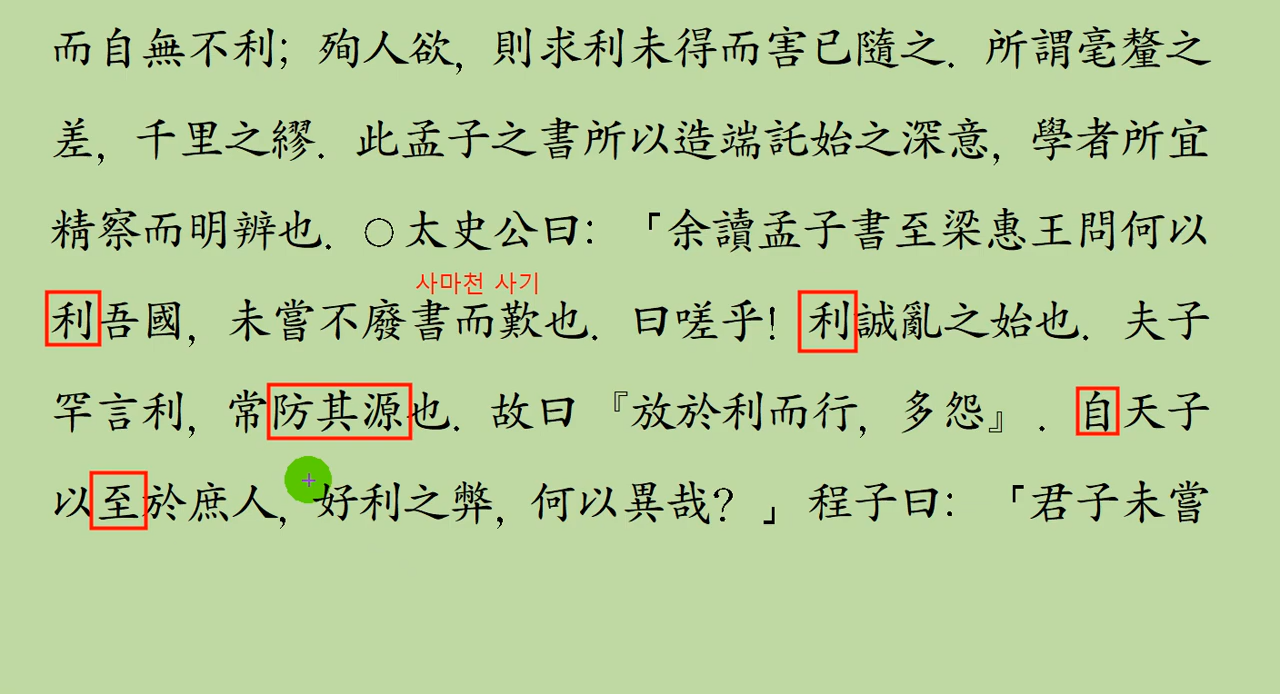 而自無不利; 殉人欲, 則求利未得而害已隨之. 所謂毫釐之
差, 千里之繆. 此孟子之書所以造端託始之深意, 學者所宜
精察而明辨也. ○太史公曰: 「余讀孟子書至梁惠王問何以
사마천 사기
利吾國, 未嘗不廢書而歎也. 曰嗟乎! 利誠亂之始也. 夫子
罕言利, 常防其源也. 故曰 『放於利而行, 多怨』 . 自天子
以至於庶人, 好利之弊, 何以異哉? 」 程子曰: 「君子未嘗